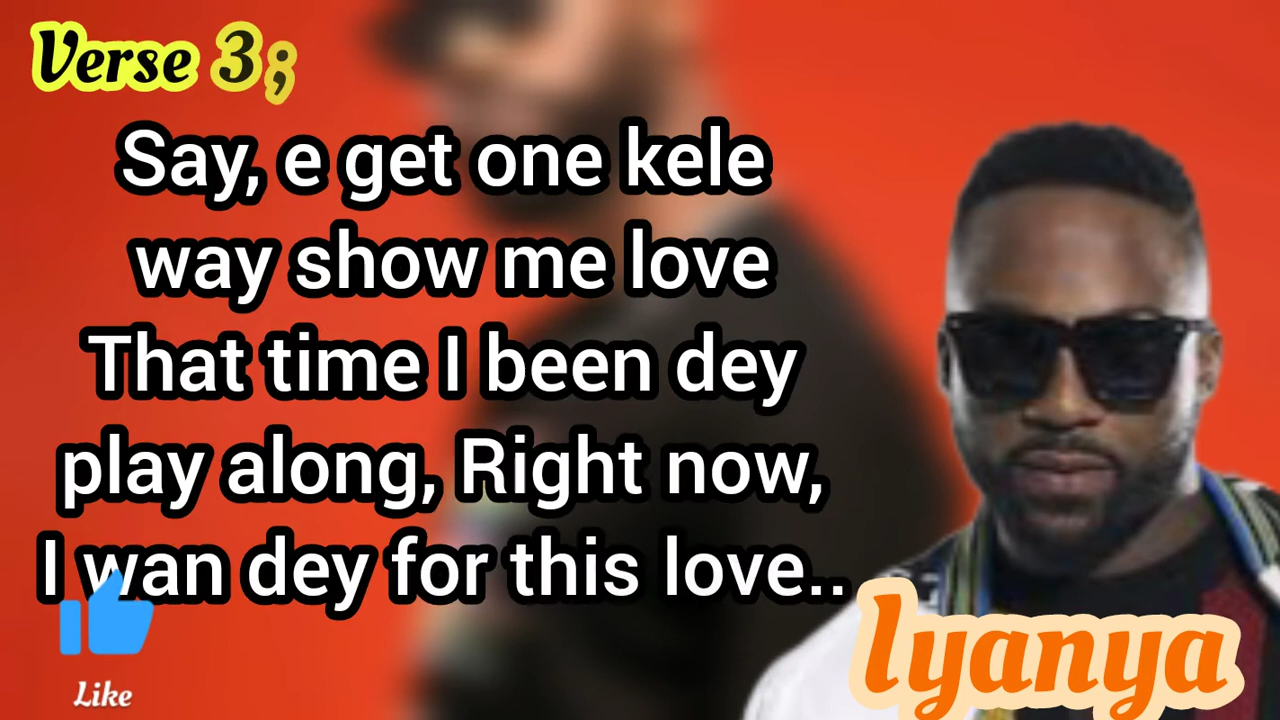 Verse 3;
Say, e get one kele
way show me love
That time I been dey
play along, Right now,
I wan dey for this love..
Iyanya
Like